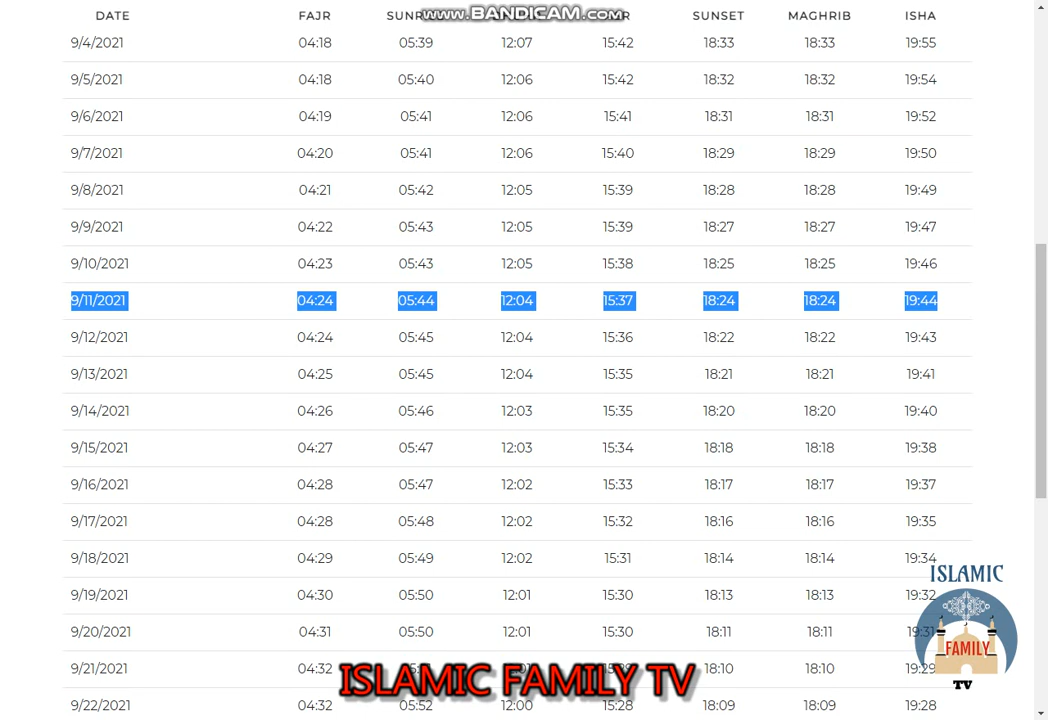 www.BANDICAM.com
DATE FAJR SUNR R SUNSET MAGHRIB ISHA
9/4/2021 04:18 05:39 12:07 15:42 18:33 18:33 19:55
9/5/2021 04:18 05:40 12:06 15:42 18:32 18:32 19:54
9/6/2021 04:19 05:41 12:06 15:41 18:31 18:31 19:52
9/7/2021 04:20 05:41 12:06 15:40 18:29 18:29 19:50
9/8/2021 04:21 05:42 12:05 15:39 18:28 18:28 19:49
9/9/2021 04:22 05:43 12:05 15:39 18:27 18:27 19:47
9/10/2021 04:23 05:43 12:05 15:38 18:25 18:25 19:46
9/11/2021 04:24 05:44 12:04 15:37 18:24 18:24 19:44
9/12/2021 04:24 05:45 12:04 15:36 18:22 18:22 19:43
9/13/2021 04:25 05:45 12:04 15:35 18:21 18:21 19:41
9/14/2021 04:26 05:46 12:03 15:35 18:20 18:20 19:40
9/15/2021 04:27 05:47 12:03 15:34 18:18 18:18 19:38
9/16/2021 04:28 05:47 12:02 15:33 18:17 18:17 19:37
9/17/2021 04:28 05:48 12:02 15:32 18:16 18:16 19:35
9/18/2021 04:29 05:49 12:02 15:31 18:14 18:14 19:34
9/19/2021 04:30 05:50 12:01 15:30 18:13 18:13 19:32
9/20/2021 04:31 05:50 12:01 15:30 18:11 18:11 19:31
9/21/2021 04:32 18:10 18:10 19:29
9/22/2021 04:32 05:52 12:00 15:28 18:09 18:09 19:28
ISLAMIC
FAMILY
TV
ISLAMIC FAMILY TV